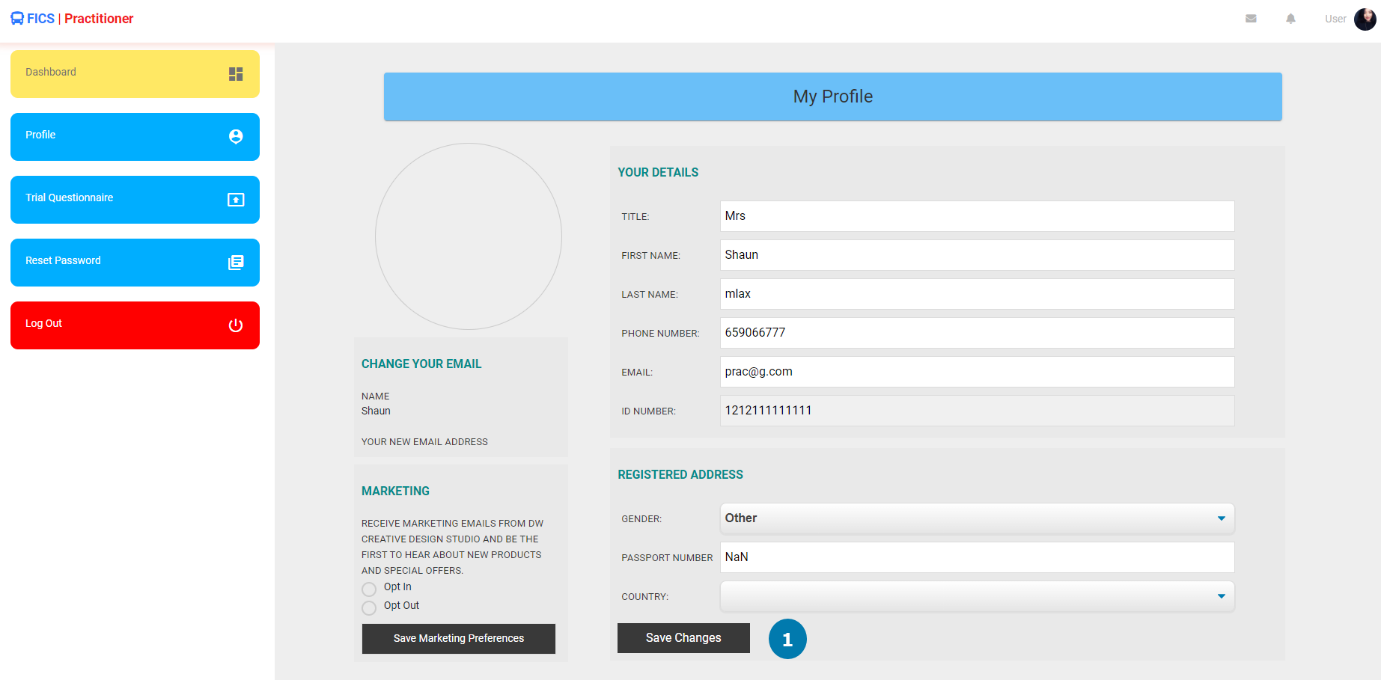 FICS | Practitioner
User
Dashboard
Profile
Trial Questionnaire
Reset Password
Log Out
My Profile
CHANGE YOUR EMAIL
NAME
Shaun
YOUR NEW EMAIL ADDRESS
MARKETING
RECEIVE MARKETING EMAILS FROM DW
CREATIVE DESIGN STUDIO AND BE THE
FIRST TO HEAR ABOUT NEW PRODUCTS
AND SPECIAL OFFERS.
Opt In
Opt Out
Save Marketing Preferences
YOUR DETAILS
TITLE: Mrs
FIRST NAME: Shaun
LAST NAME: mlax
PHONE NUMBER: 659066777
EMAIL: prac@g.com
ID NUMBER: 1212111111111
REGISTERED ADDRESS
GENDER: Other
PASSPORT NUMBER NaN
COUNTRY:
Save Changes 1